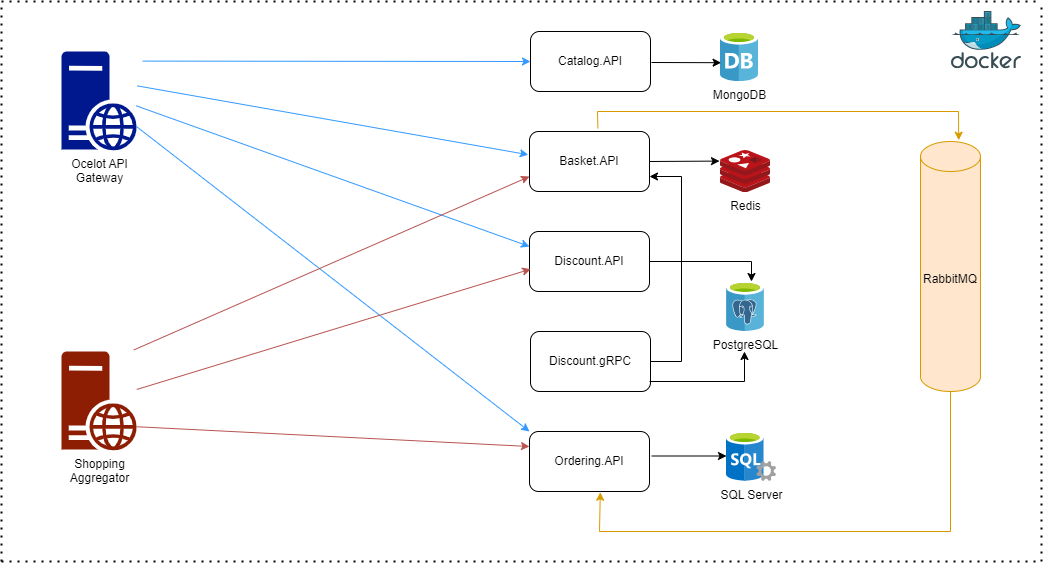 docker
Catalog.API
DB
MongoDB
Ocelot API
Gateway
Basket.API
Redis
Discount.API
RabbitMQ
PostgreSQL
Discount.gRPC
Shopping
Aggregator
Ordering.API
SQL
SQL Server